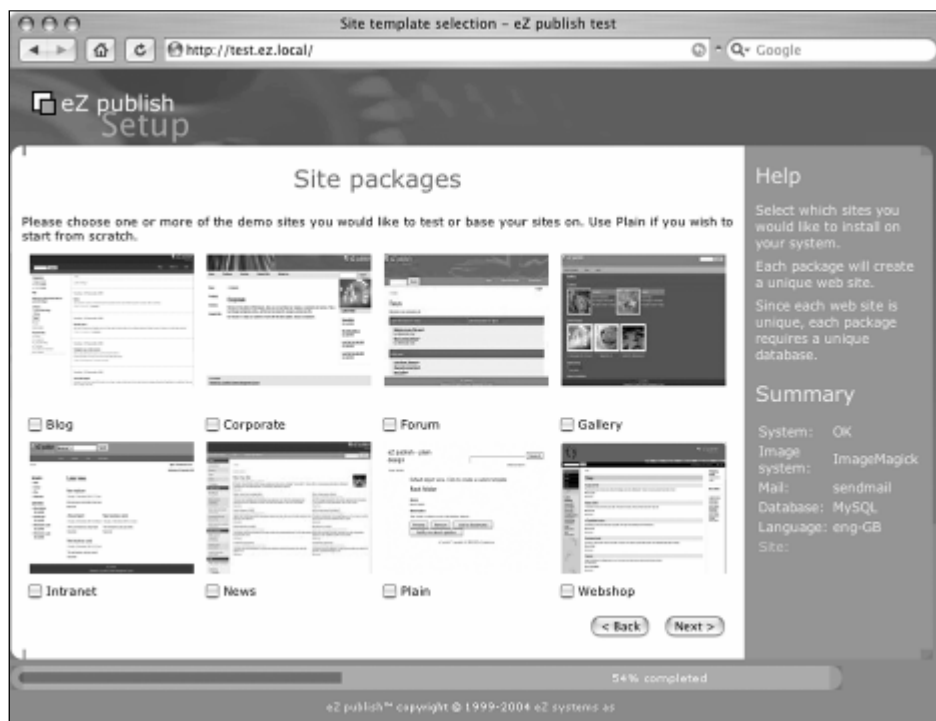 Site template selection – eZ publish test
http://test.ez.local/
Google
eZ publish
Setup
Site packages
Please choose one or more of the demo sites you would like to test or base your sites on. Use Plain if you wish to
start from scratch.
Blog
Corporate
Forum
Gallery
Intranet
News
Plain
Webshop
< Back
Next >
Help
Select which sites you
would like to install on
your system.
Each package will create
a unique web site.
Since each web site is
unique, each package
requires a unique
database.
Summary
System: OK
Image
system: ImageMagick
Mail: sendmail
Database: MySQL
Language: eng-GB
Site:
54% completed
eZ publish™ copyright © 1999-2004 eZ systems as